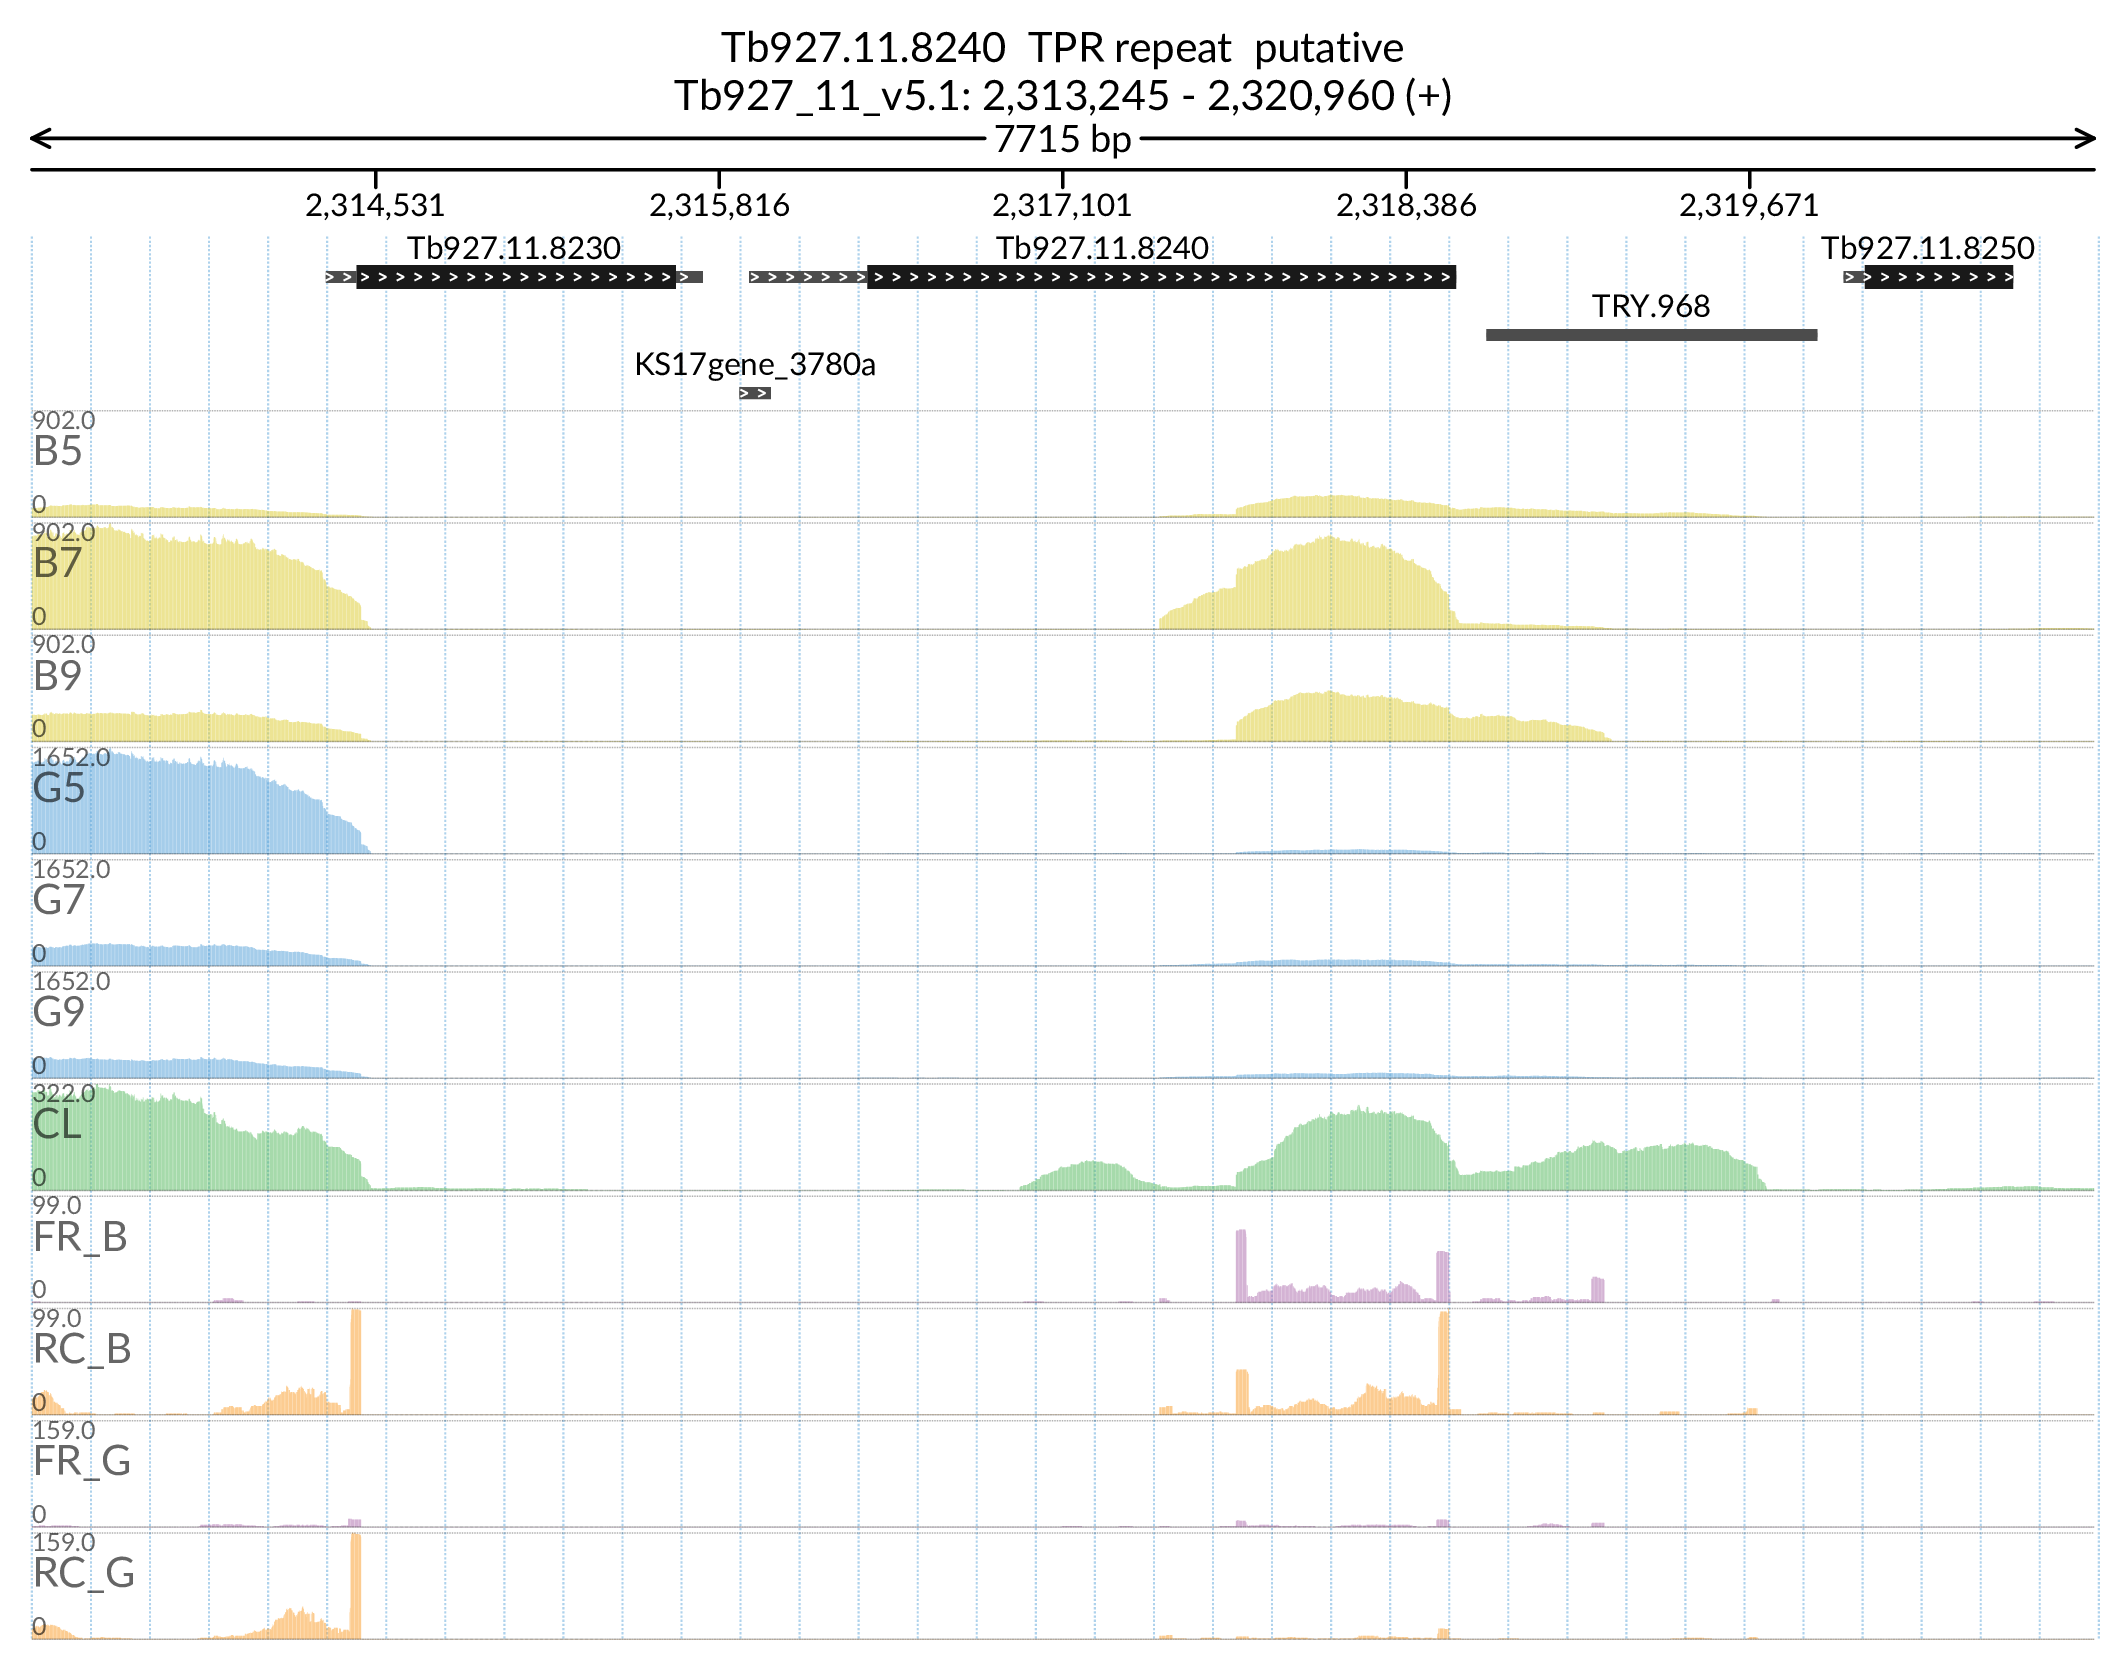 Tb927.11.8240 TPR repeat putative
Tb927_11_v5.1: 2,313,245 - 2,320,960 (+)
7715 bp
2,314,531 2,315,816 2,317,101 2,318,386 2,319,671
Tb927.11.8230 Tb927.11.8240 Tb927.11.8250
TRY.968
KS17gene_3780a
902.0
B5
0
902.0
B7
0
902.0
B9
0
1652.0
G5
0
1652.0
G7
0
1652.0
G9
0
322.0
CL
0
99.0
FR_B
0
99.0
RC_B
0
159.0
FR_G
0
159.0
RC_G
0